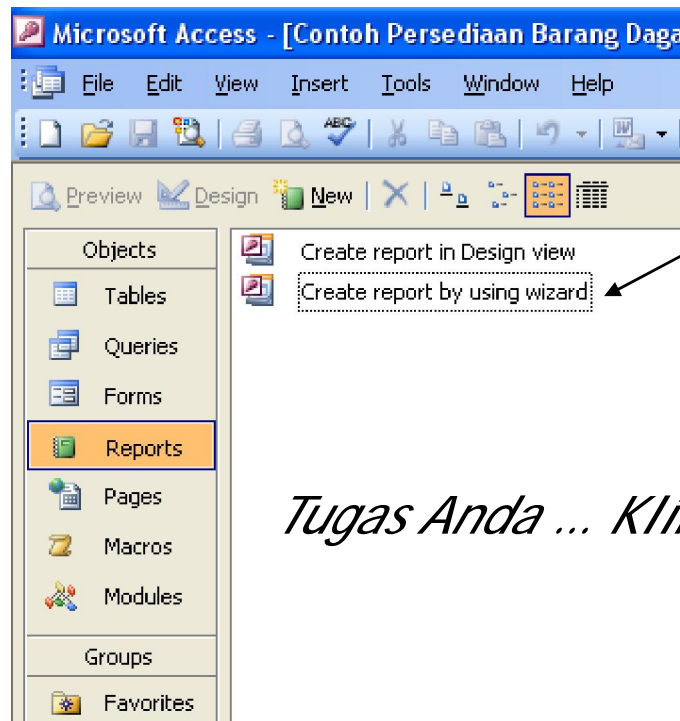 Microsoft Access - [Contoh Persediaan Barang Daga
File Edit View Insert Tools Window Help
ABC
Preview Design New
Objects
Create report in Design view
Tables
Create report by using wizard
Queries
Forms
Reports
Pages
Tugas Anda ... Kli
Macros
Modules
Groups
Favorites